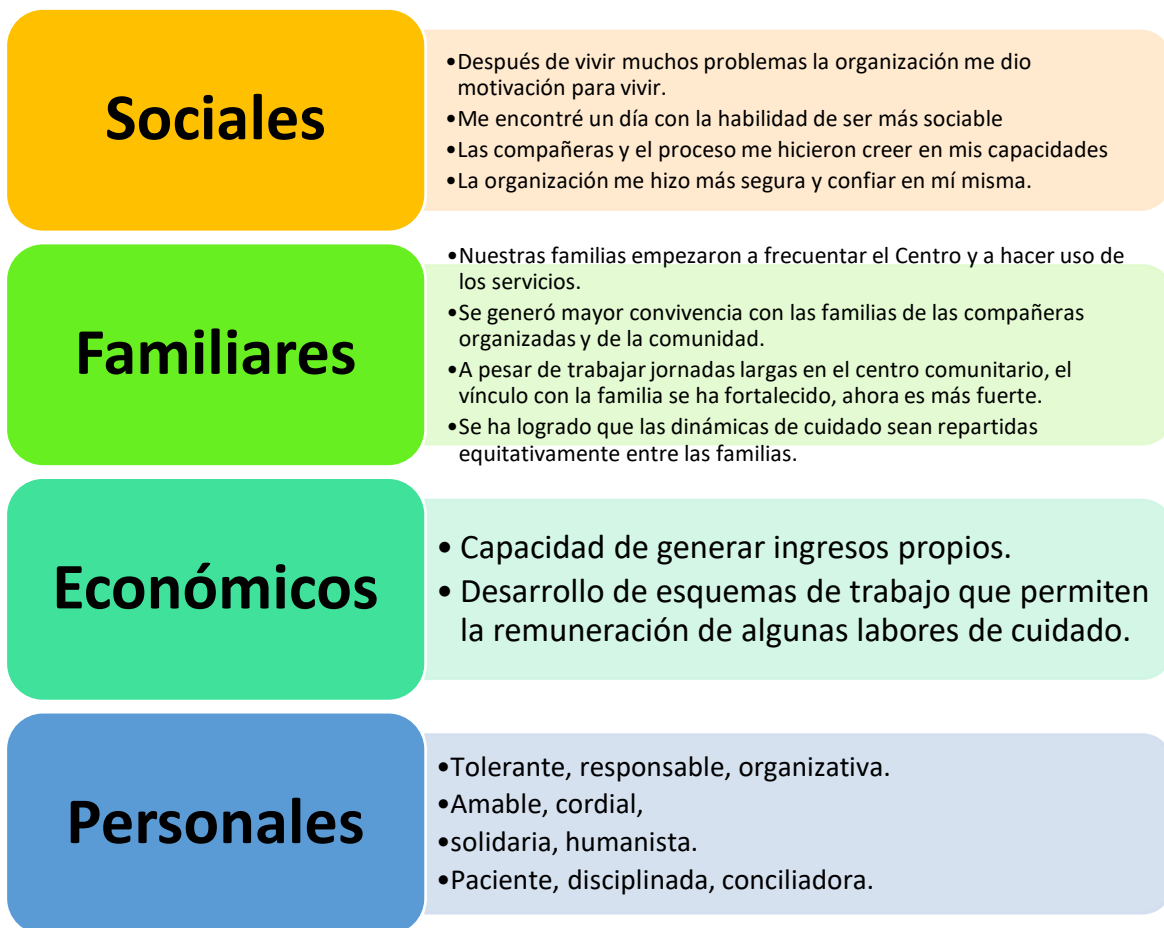 Sociales
•Después de vivir muchos problemas la organización me dio
motivación para vivir.
•Me encontré un día con la habilidad de ser más sociable
•Las compañeras y el proceso me hicieron creer en mis capacidades
•La organización me hizo más segura y confiar en mí misma.
Familiares
•Nuestras familias empezaron a frecuentar el Centro y a hacer uso de
los servicios.
•Se generó mayor convivencia con las familias de las compañeras
organizadas y de la comunidad.
•A pesar de trabajar jornadas largas en el centro comunitario, el
vínculo con la familia se ha fortalecido, ahora es más fuerte.
•Se ha logrado que las dinámicas de cuidado sean repartidas
equitativamente entre las familias.
Económicos
• Capacidad de generar ingresos propios.
• Desarrollo de esquemas de trabajo que permiten
la remuneración de algunas labores de cuidado.
Personales
•Tolerante, responsable, organizativa.
•Amable, cordial,
•solidaria, humanista.
•Paciente, disciplinada, conciliadora.